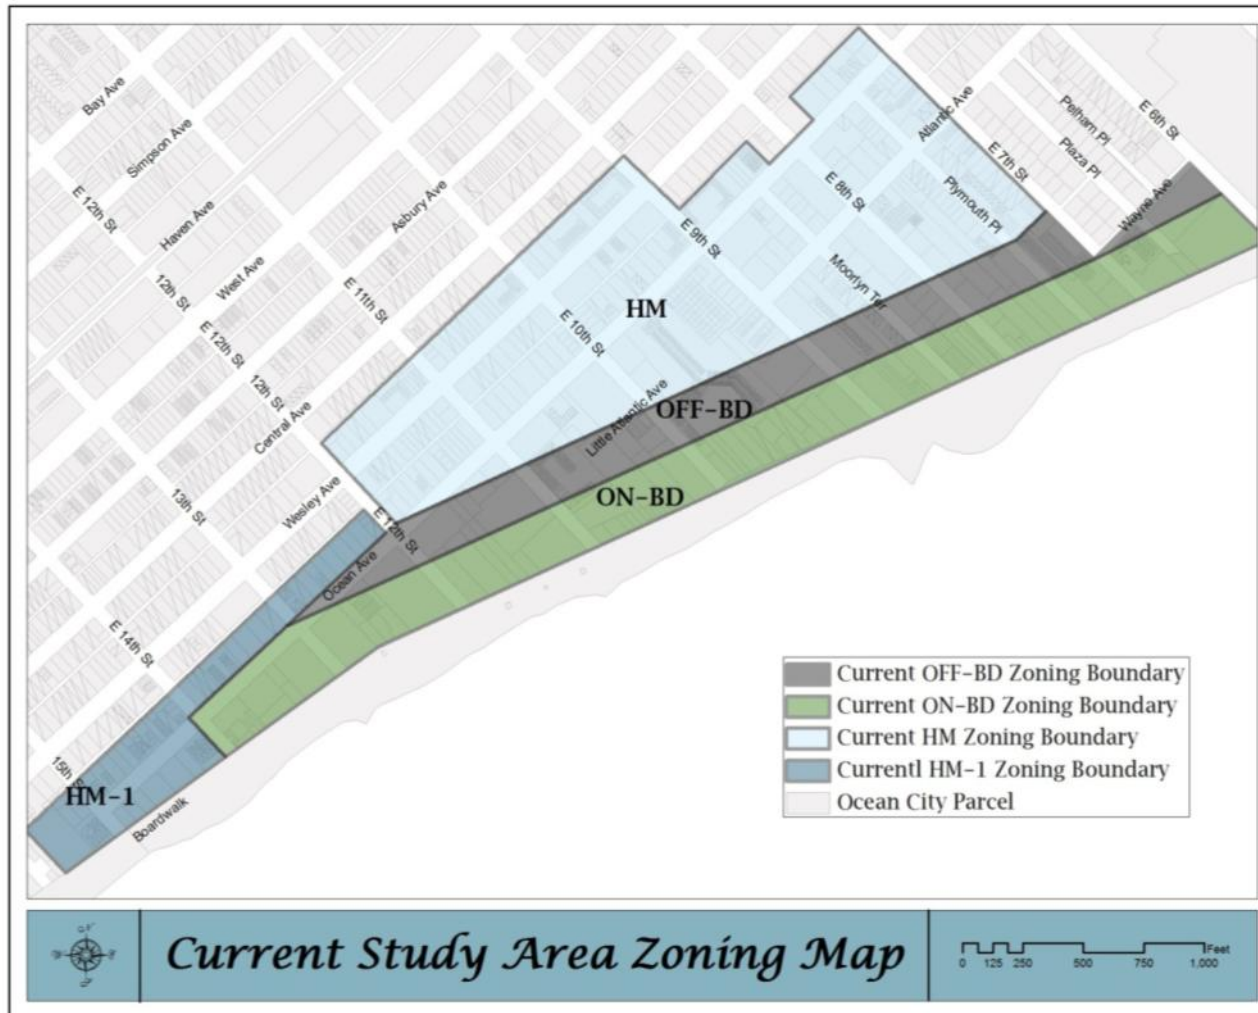 Bay Ave
Simpson Ave
E 12th St
Haven Ave
Asbury Ave
12th St
West Ave
E 11th St
E 12th St
12th St
Central Ave
13th St
Wesley Ave
E 12th St
Ocean Ave
E 14th St
15th S
HM-1
Boardwalk
Atlantic Ave
Pelham Pl
E 6th St
Plaza Pl
E 7th St
Plymouth Pl
Wayne Ave
E 8th St
E 9th St
Moorlyn Ter
HM
E 10th St
Little Atlantic Ave
OFF-BD
ON-BD
Current OFF-BD Zoning Boundary
Current ON-BD Zoning Boundary
Current HM Zoning Boundary
Currentl HM-1 Zoning Boundary
Ocean City Parcel
Current Study Area Zoning Map
Feet
0 125 250 500 750 1,000